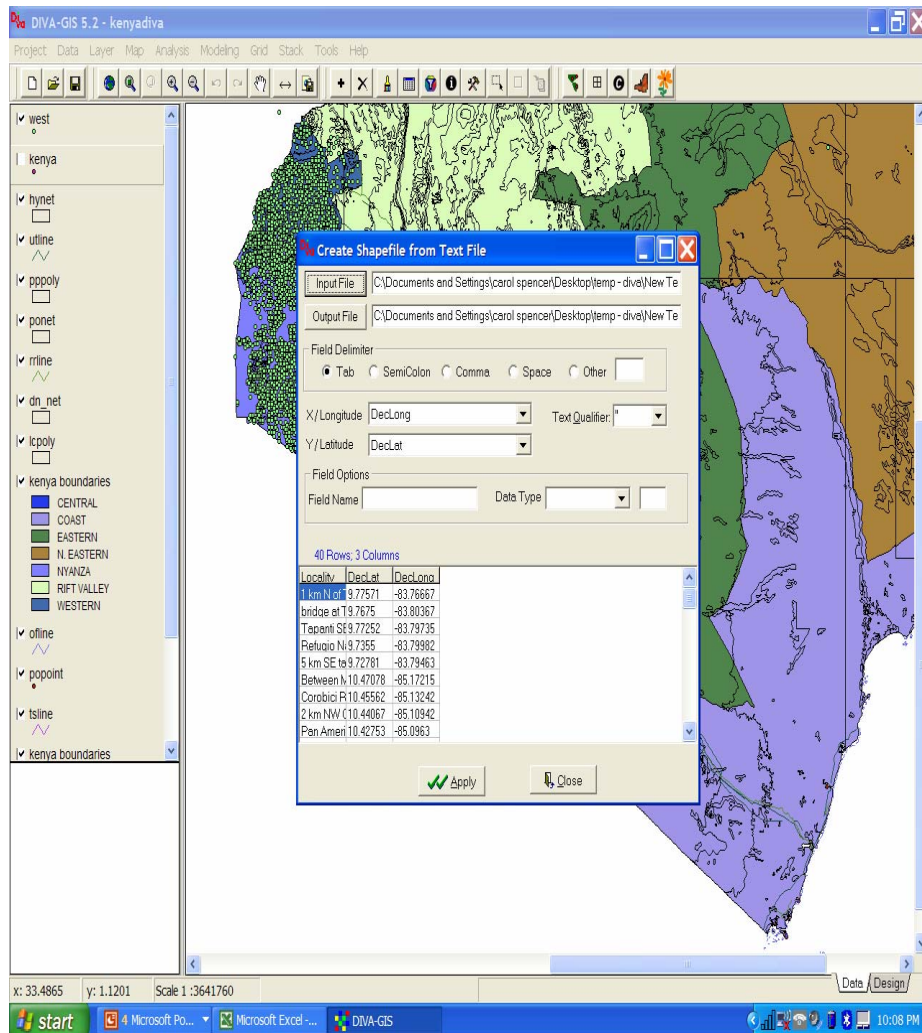 DIVA-GIS 5.2 - kenyadiva
Project Data Layer Map Analysis Modeling Grid Stack Tools Help
west
kenya
hynet
utline
pppoly
ponet
rrline
dn_net
lcpoly
kenya boundaries
CENTRAL
COAST
EASTERN
N. EASTERN
NYANZA
RIFT VALLEY
WESTERN
ofline
popoint
tsline
kenya boundaries
Create Shapefile from Text File
Input File C:\Documents and Settings\carol spencer\Desktop\temp - diva\New Te
Output File C:\Documents and Settings\carol spencer\Desktop\temp - diva\New Te
Field Delimiter
Tab SemiColon Comma Space Other
X / Longitude DecLong Text Qualifier: "
Y / Latitude DecLat
Field Options
Field Name Data Type
40 Rows; 3 Columns
Locality DecLat DecLong
1 km N of 9.77571 -83.76667
bridge at T 9.7675 -83.80367
Tapanti SE 9.77252 -83.79735
Refugio Na 9.7355 -83.79982
5 km SE ta 9.72781 -83.79463
Between 10.47078 -85.17215
Corobici R 10.45562 -85.13242
2 km NW 10.44067 -85.10942
Pan Ameri 10.42753 -85.0963
Apply Close
x: 33.4865 y: 1.1201 Scale 1 :3641760
Data Design
start 4 Microsoft Po... Microsoft Excel -... DIVA-GIS 10:08 PM